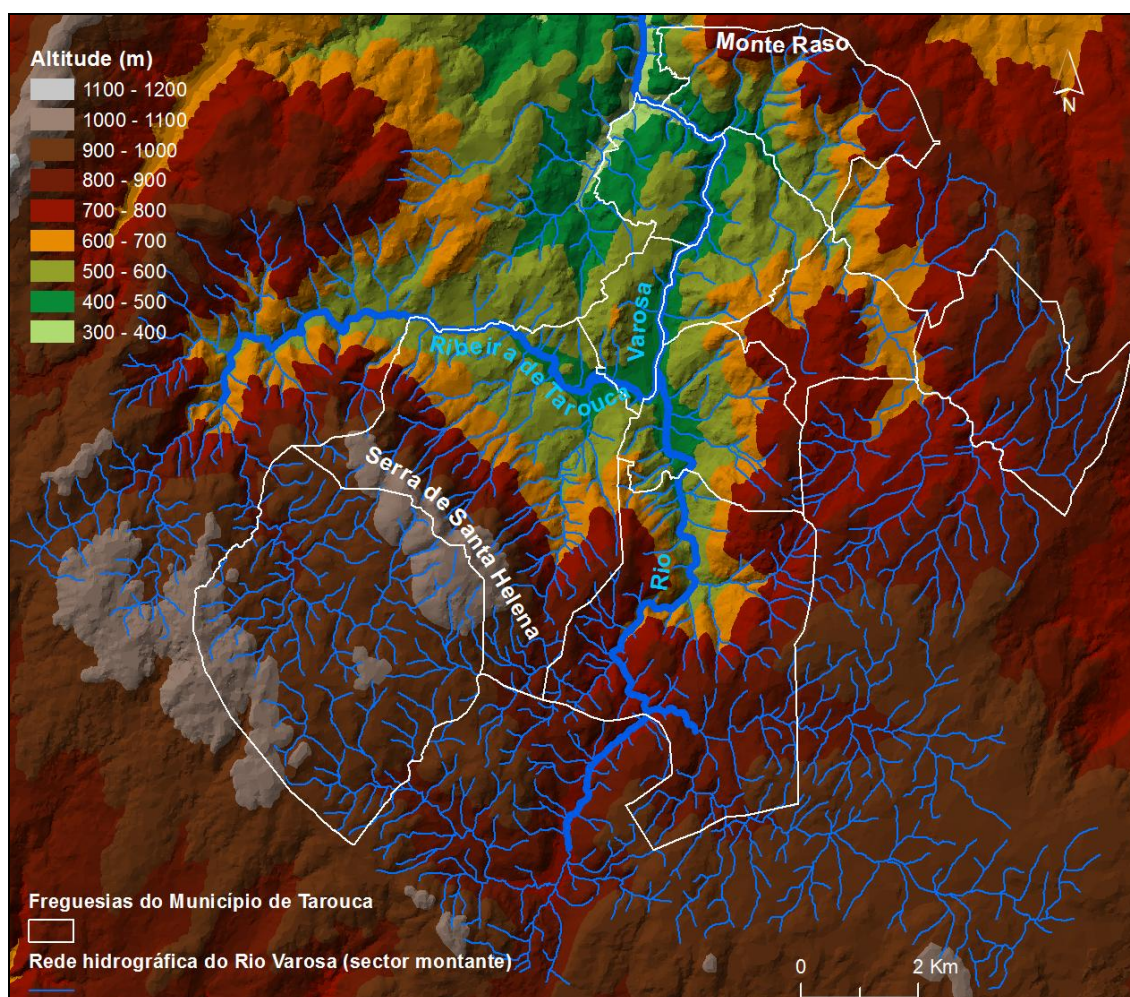 Altitude (m)
1100 - 1200
1000 - 1100
900 - 1000
800 - 900
700 - 800
600 - 700
500 - 600
400 - 500
300 - 400
Monte Raso
N
Varosa
Ribeira de Tarouca
Serra de Santa Helena
Rio
Freguesias do Município de Tarouca
Rede hidrográfica do Rio Varosa (sector montante)
0 2 Km